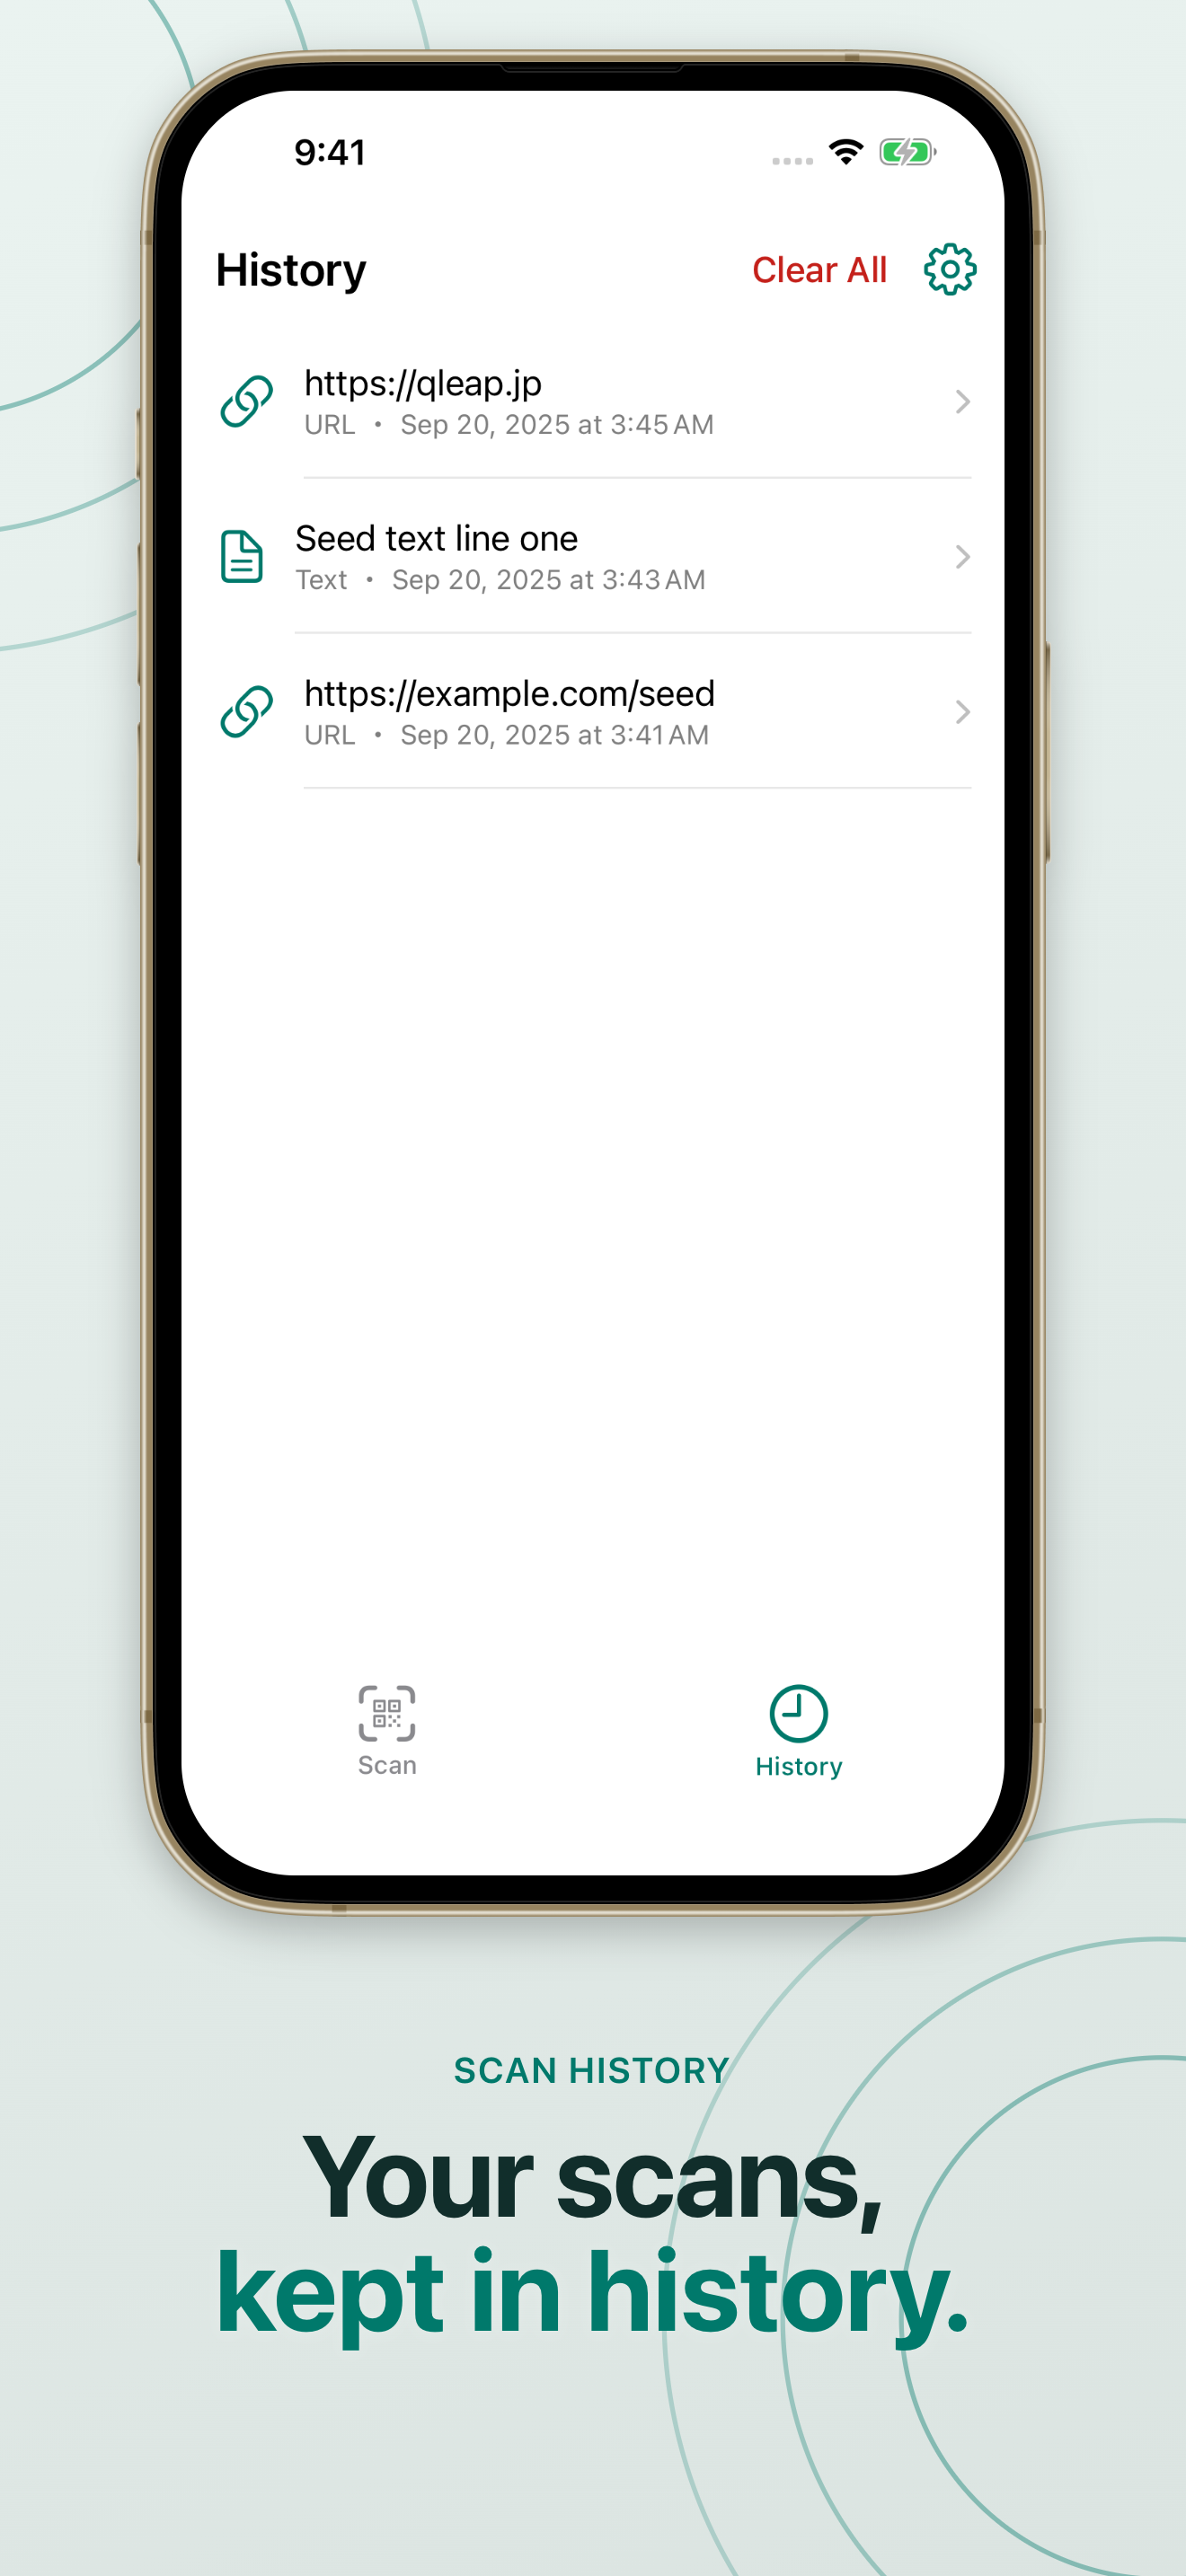 9:41
History
Clear All
https://qleap.jp
URL • Sep 20, 2025 at 3:45 AM
Seed text line one
Text • Sep 20, 2025 at 3:43 AM
https://example.com/seed
URL • Sep 20, 2025 at 3:41 AM
Scan
History
SCAN HISTORY
Your scans,
kept in history.